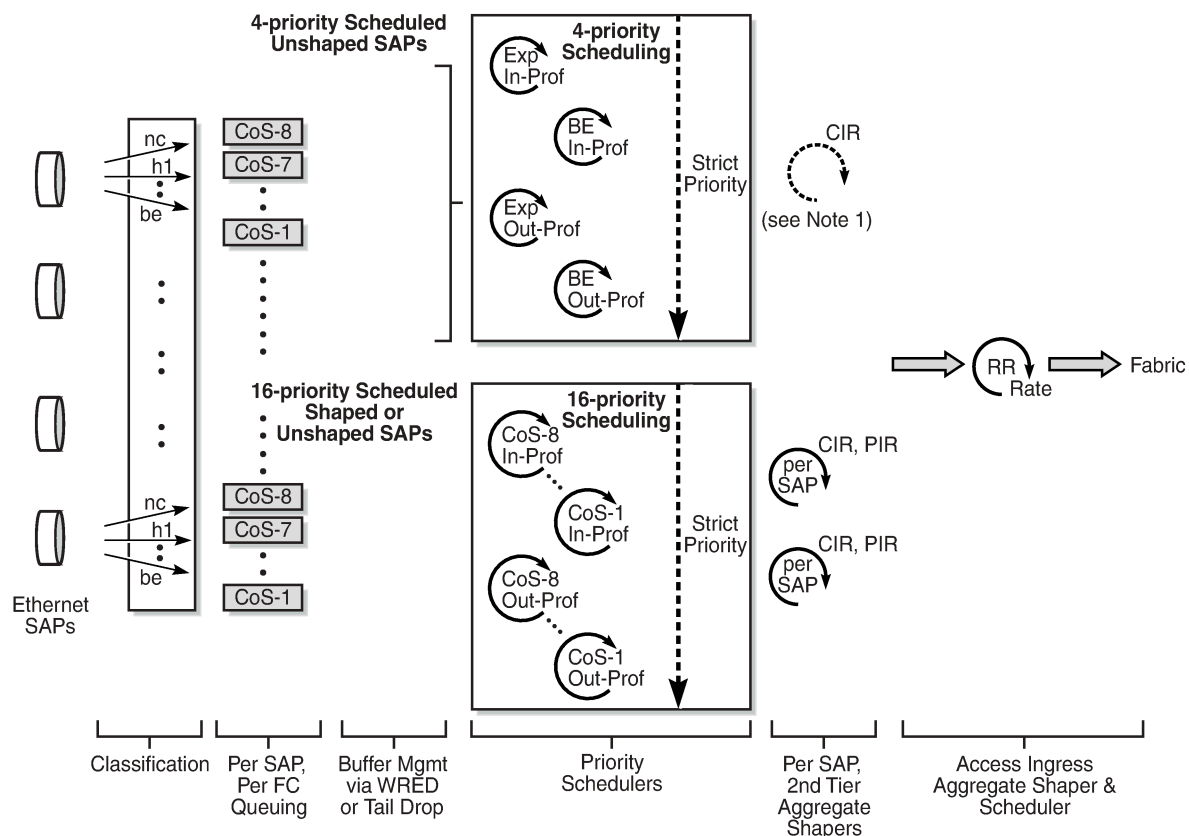 4-priority Scheduled
Unshaped SAPs
4-priority
Scheduling
Exp
In-Prof
BE
In-Prof
Exp
Out-Prof
BE
Out-Prof
Strict
Priority
CIR
(see Note 1)
nc
h1
be
CoS-8
CoS-7
CoS-1
RR
Rate
Fabric
16-priority Scheduled
Shaped or
Unshaped SAPs
16-priority
Scheduling
CoS-8
In-Prof
CoS-1
In-Prof
CoS-8
Out-Prof
CoS-1
Out-Prof
Strict
Priority
CIR, PIR
per
SAP
CIR, PIR
per
SAP
nc
h1
be
CoS-8
CoS-7
CoS-1
Ethernet
SAPs
Classification
Per SAP,
Per FC
Queuing
Buffer Mgmt
via WRED
or Tail Drop
Priority
Schedulers
Per SAP,
2nd Tier
Aggregate
Shapers
Access Ingress
Aggregate Shaper &
Scheduler